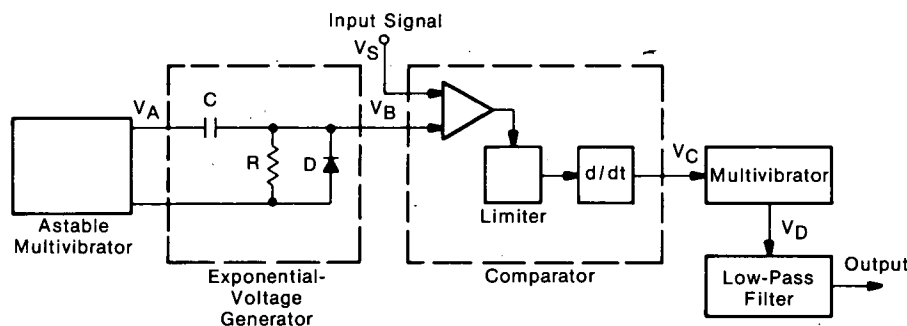 Input Signal
V_S
V_A
C
V_B
R
D
Astable
Multivibrator
Exponential-
Voltage
Generator
Limiter
d/dt
V_C
Comparator
Multivibrator
V_D
Low-Pass
Filter
Output